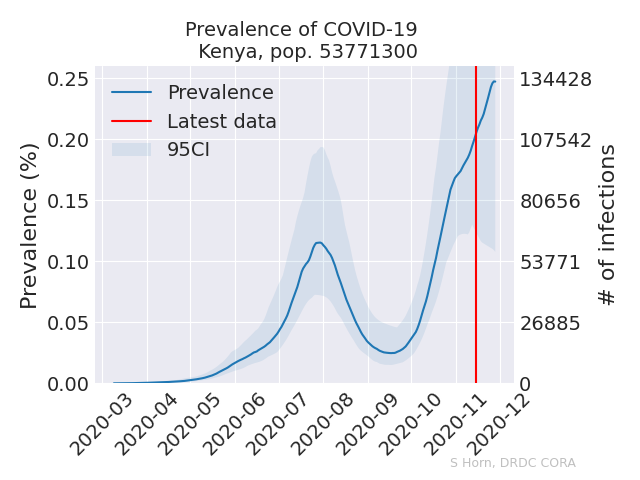 Prevalence of COVID-19
Kenya, pop. 53771300
Prevalence
Latest data
95CI
Prevalence (%)
0.25
0.20
0.15
0.10
0.05
0.00
134428
107542
80656
53771
26885
0
# of infections
2020-03
2020-04
2020-05
2020-06
2020-07
2020-08
2020-09
2020-10
2020-11
2020-12
S Horn, DRDC CORA